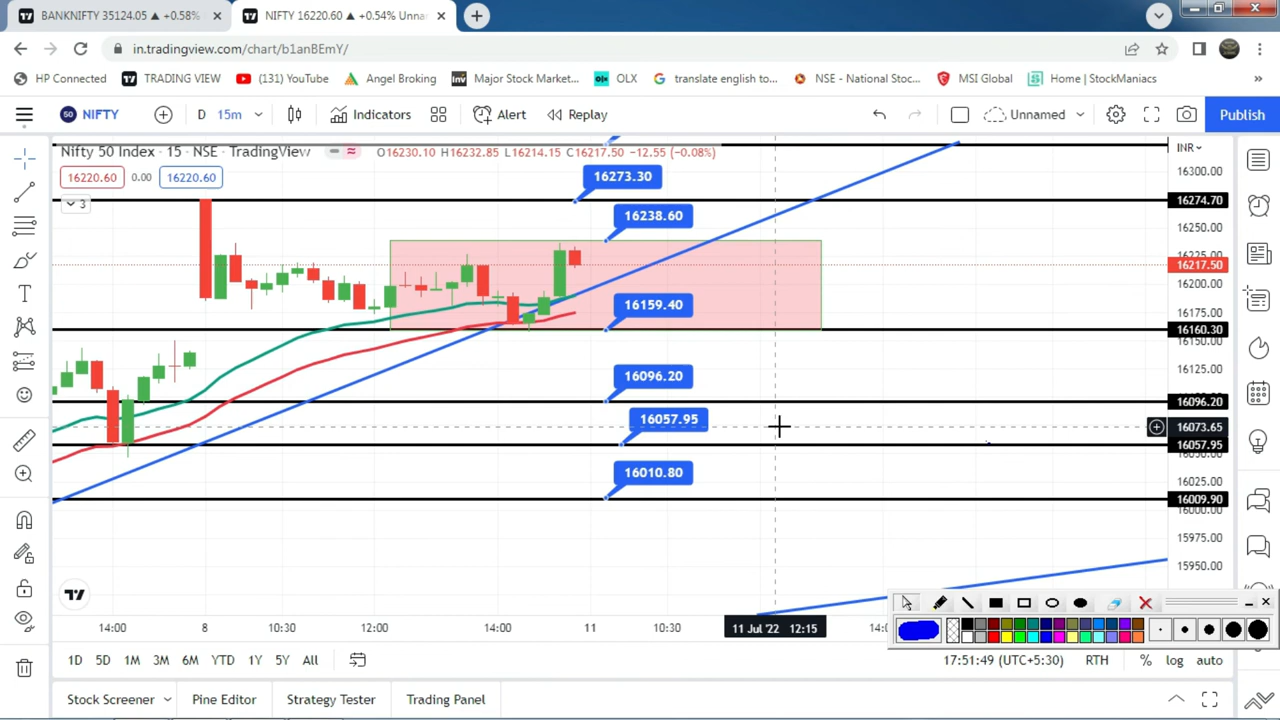 BANKNIFTY 35124.05 ▲ +0.58%
NIFTY 16220.60 ▲ +0.54% Unna
in.tradingview.com/chart/b1anBEmY/
HP Connected TRADING VIEW (131) YouTube Angel Broking Major Stock Market... OLX translate english to... NSE - National Stoc... MSI Global Home | StockManiacs »
50 NIFTY D 15m Indicators Alert Replay Unnamed Publish
Nifty 50 Index · 15 · NSE · TradingView O16230.10 H16232.85 L16214.15 C16217.50 −12.55 (−0.08%) INR
16220.60 0.00 16220.60
3
16273.30
16238.60
16159.40
16096.20
16057.95
16010.80
16300.00
16274.70
16250.00
16225.00
16217.50
16200.00
16175.00
16160.30
16150.00
16125.00
16096.20
16073.65
16057.95
16025.00
16009.90
16000.00
15975.00
15950.00
14:00 8 10:30 12:00 14:00 11 10:30 11 Jul '22 12:15
1D 5D 1M 3M 6M YTD 1Y 5Y All 17:51:49 (UTC+5:30) RTH % log auto
Stock Screener Pine Editor Strategy Tester Trading Panel